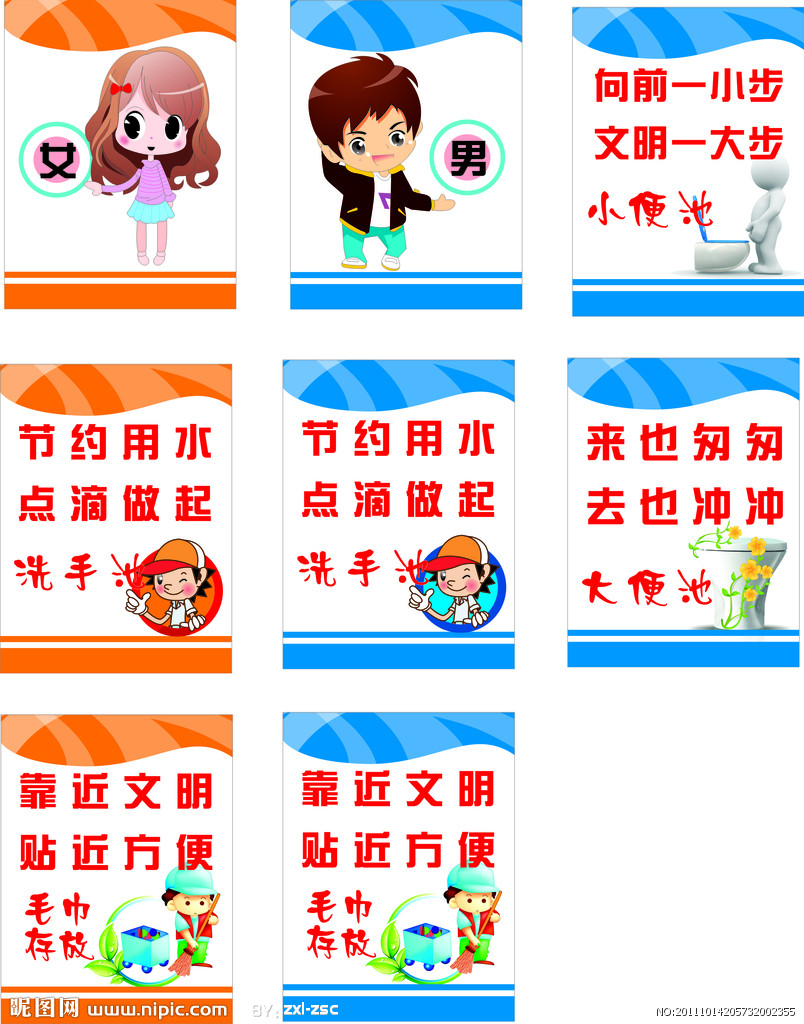 女
男
向前一小步
文明一大步
小便池
节约用水
点滴做起
洗手池
节约用水
点滴做起
洗手池
来也匆匆
去也冲冲
大便池
靠近文明
贴近方便
毛巾
存放
靠近文明
贴近方便
毛巾
存放
昵图网 www.nipic.com BY:zxl-zsc NO:20111014205732002355